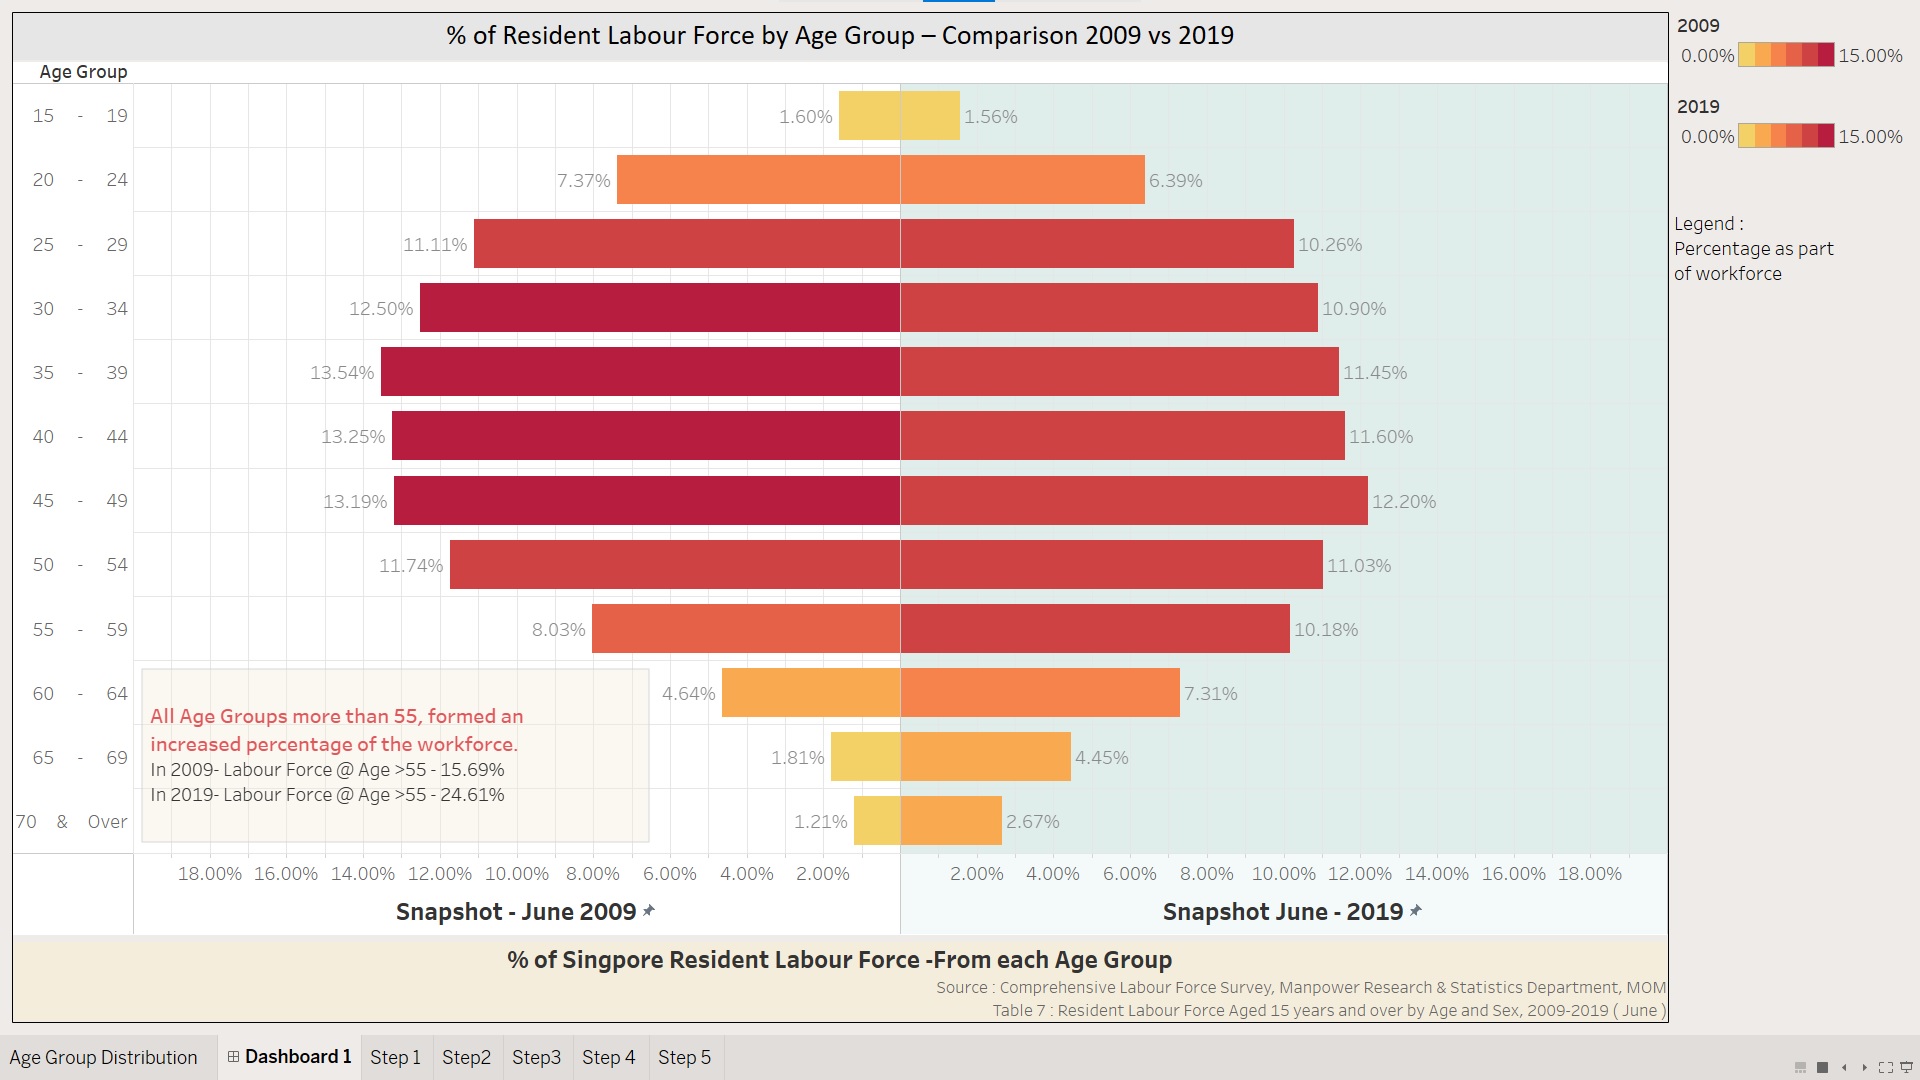 % of Resident Labour Force by Age Group – Comparison 2009 vs 2019
2009
0.00% 15.00%
2019
0.00% 15.00%
Legend :
Percentage as part
of workforce
Age Group
15 - 19 1.60% 1.56%
20 - 24 7.37% 6.39%
25 - 29 11.11% 10.26%
30 - 34 12.50% 10.90%
35 - 39 13.54% 11.45%
40 - 44 13.25% 11.60%
45 - 49 13.19% 12.20%
50 - 54 11.74% 11.03%
55 - 59 8.03% 10.18%
60 - 64 4.64% 7.31%
65 - 69 1.81% 4.45%
70 & Over 1.21% 2.67%
All Age Groups more than 55, formed an
increased percentage of the workforce.
In 2009- Labour Force @ Age >55 - 15.69%
In 2019- Labour Force @ Age >55 - 24.61%
18.00% 16.00% 14.00% 12.00% 10.00% 8.00% 6.00% 4.00% 2.00% 2.00% 4.00% 6.00% 8.00% 10.00% 12.00% 14.00% 16.00% 18.00%
Snapshot - June 2009 Snapshot June - 2019
% of Singpore Resident Labour Force -From each Age Group
Source : Comprehensive Labour Force Survey, Manpower Research & Statistics Department, MOM
Table 7 : Resident Labour Force Aged 15 years and over by Age and Sex, 2009-2019 ( June )
Age Group Distribution Dashboard 1 Step 1 Step2 Step3 Step 4 Step 5